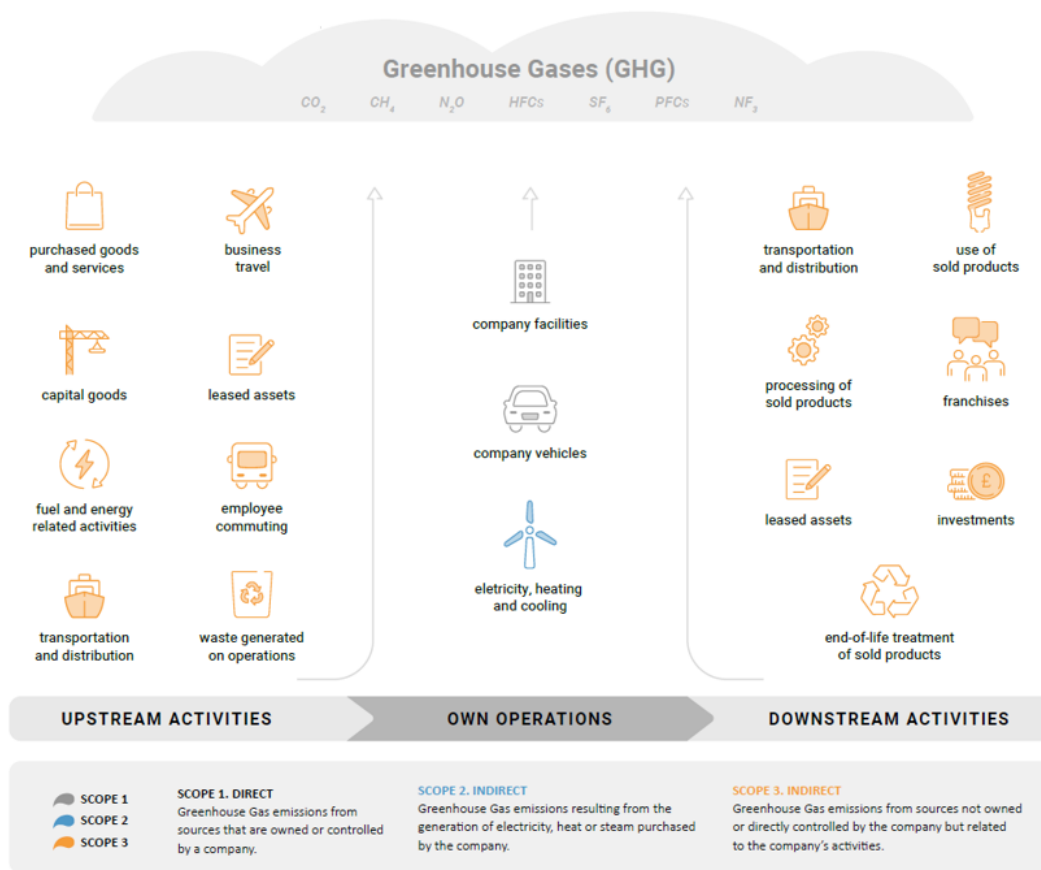 Greenhouse Gases (GHG)
CO₂ CH₄ N₂O HFCs SF₆ PFCs NF₃
purchased goods
and services
business
travel
capital goods
leased assets
fuel and energy
related activities
employee
commuting
transportation
and distribution
waste generated
on operations
company facilities
company vehicles
eletricity, heating
and cooling
transportation
and distribution
use of
sold products
processing of
sold products
franchises
leased assets
£
investments
end-of-life treatment
of sold products
UPSTREAM ACTIVITIES
OWN OPERATIONS
DOWNSTREAM ACTIVITIES
SCOPE 1
SCOPE 2
SCOPE 3
SCOPE 1. DIRECT
Greenhouse Gas emissions from
sources that are owned or controlled
by a company.
SCOPE 2. INDIRECT
Greenhouse Gas emissions resulting from the
generation of electricity, heat or steam purchased
by the company.
SCOPE 3. INDIRECT
Greenhouse Gas emissions from sources not owned
or directly controlled by the company but related
to the company's activities.